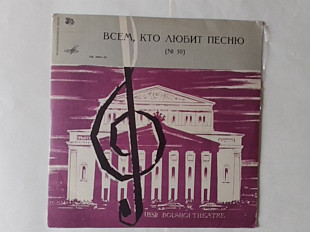 ВСЕМ, КТО ЛЮБИТ ПЕСНЮ
(№ 10)
USSR BOLSHOI THEATRE